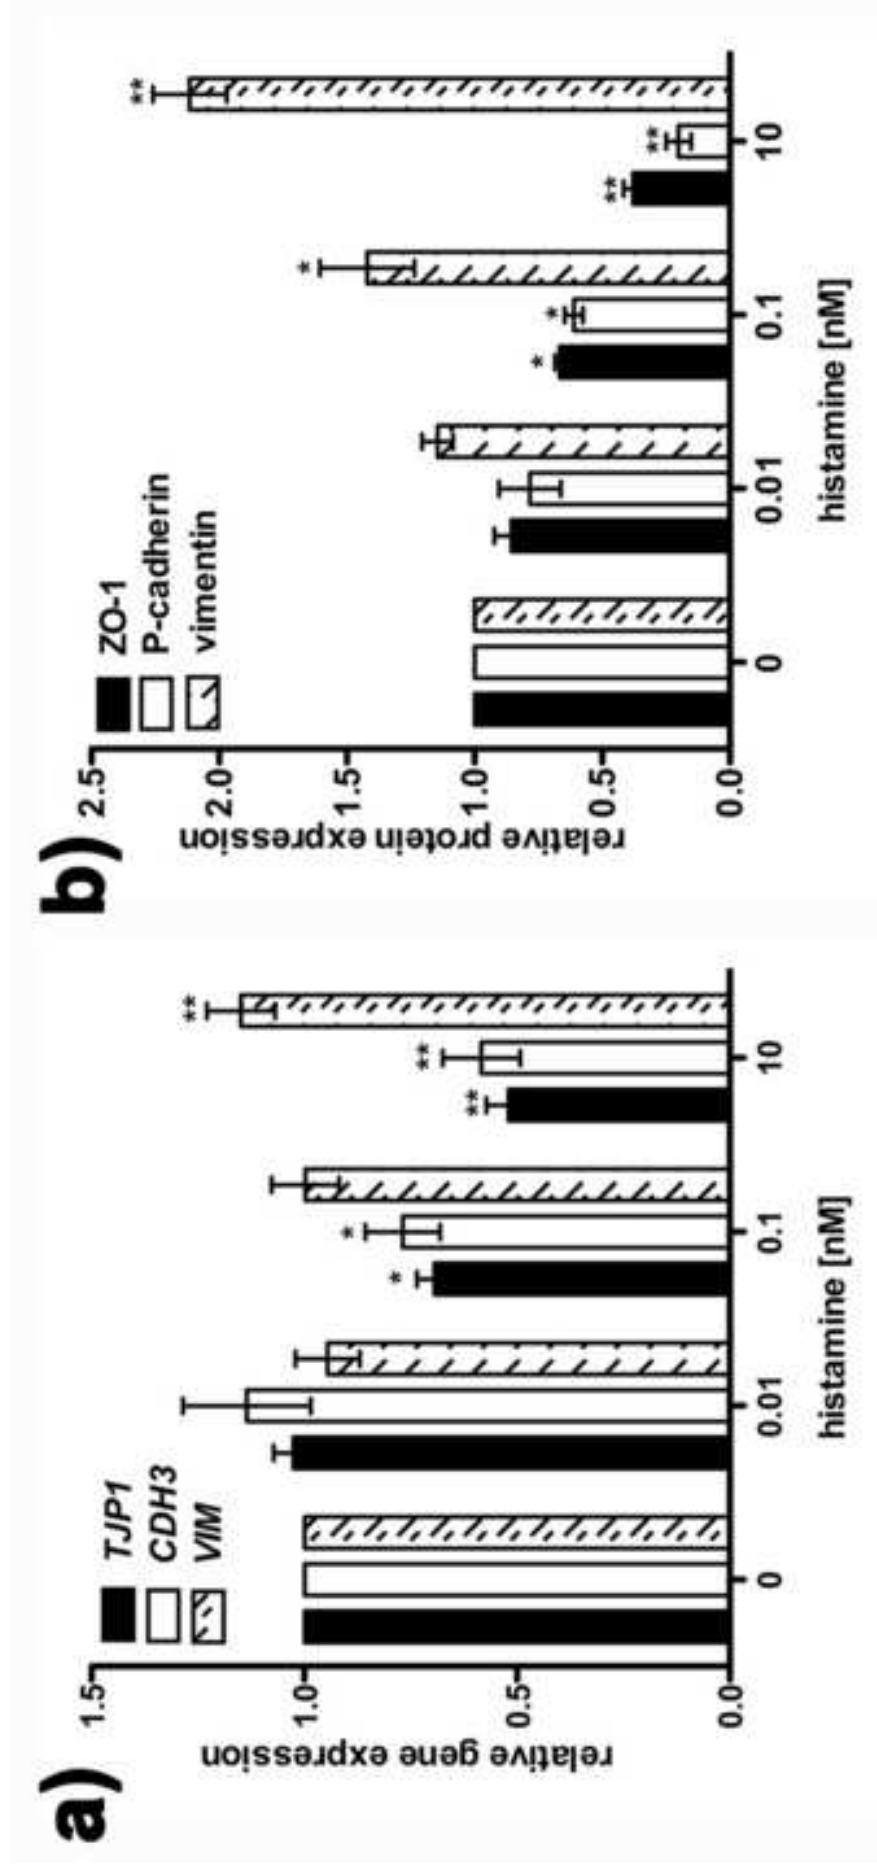 a)
TJP1
CDH3
VIM
relative gene expression
1.5
1.0
0.5
0.0
* * ** ** **
0 0.01 0.1 10
histamine [nM]
b)
ZO-1
P-cadherin
vimentin
relative protein expression
2.5
2.0
1.5
1.0
0.5
0.0
* * * ** ** **
0 0.01 0.1 10
histamine [nM]